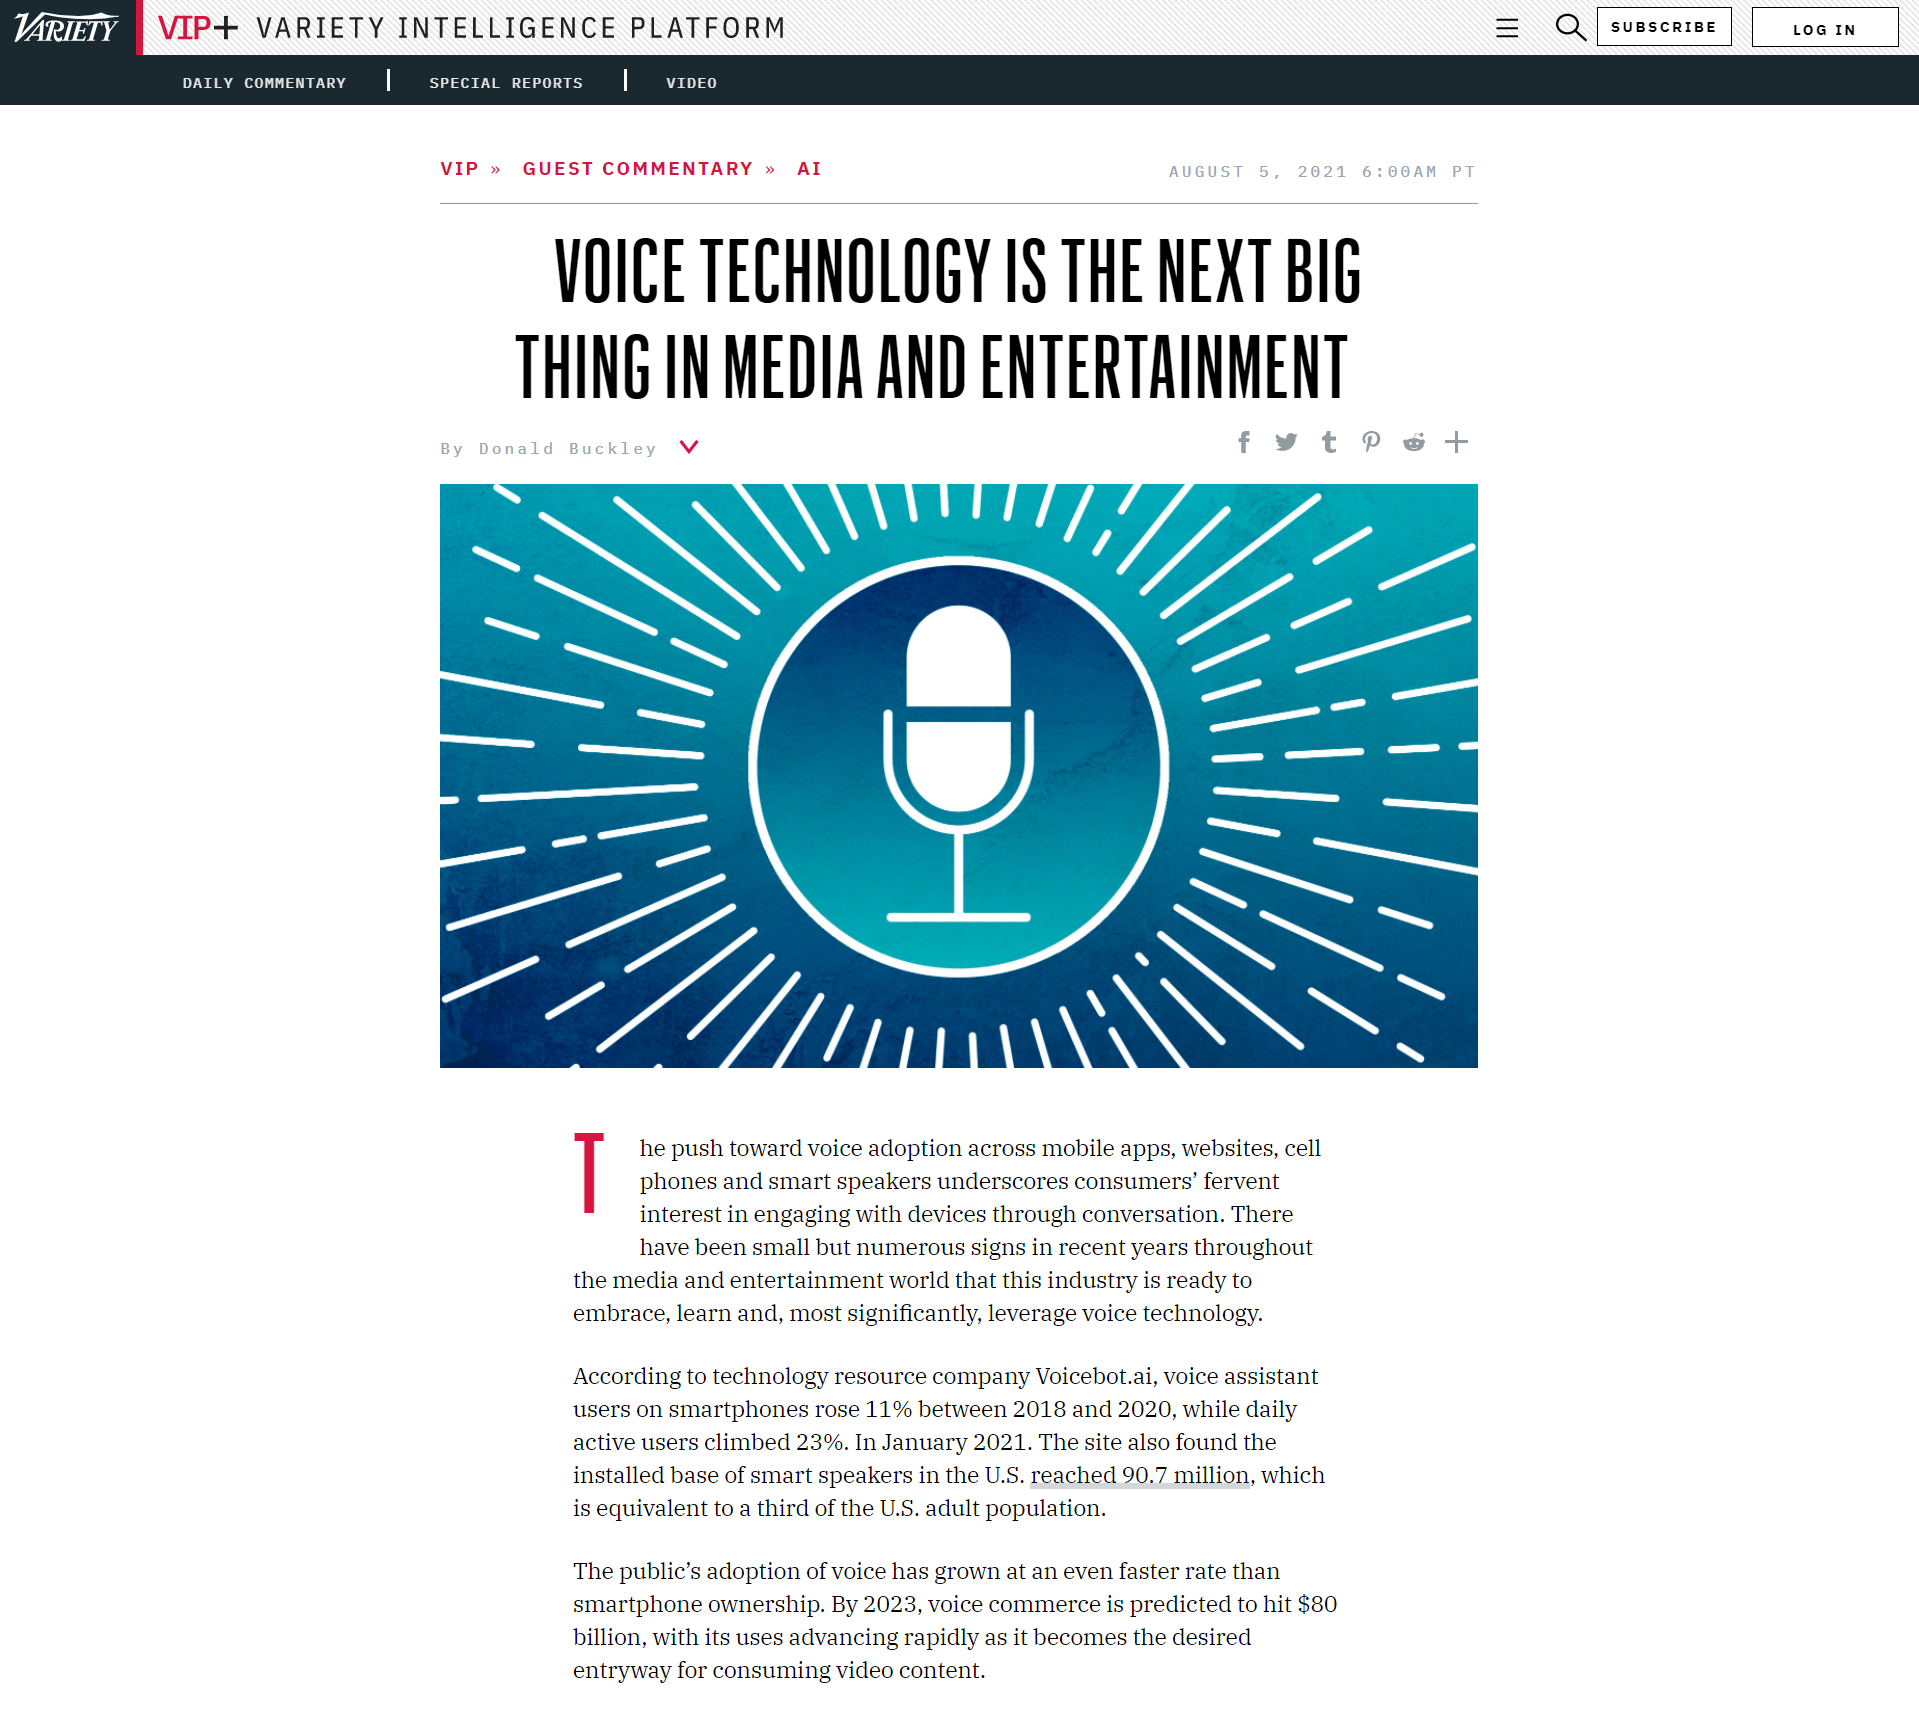 VARIETY VIP+ VARIETY INTELLIGENCE PLATFORM SUBSCRIBE LOG IN
DAILY COMMENTARY SPECIAL REPORTS VIDEO
VIP » GUEST COMMENTARY » AI AUGUST 5, 2021 6:00AM PT
VOICE TECHNOLOGY IS THE NEXT BIG
THING IN MEDIA AND ENTERTAINMENT
By Donald Buckley
The push toward voice adoption across mobile apps, websites, cell
phones and smart speakers underscores consumers’ fervent
interest in engaging with devices through conversation. There
have been small but numerous signs in recent years throughout
the media and entertainment world that this industry is ready to
embrace, learn and, most significantly, leverage voice technology.
According to technology resource company Voicebot.ai, voice assistant
users on smartphones rose 11% between 2018 and 2020, while daily
active users climbed 23%. In January 2021. The site also found the
installed base of smart speakers in the U.S. reached 90.7 million, which
is equivalent to a third of the U.S. adult population.
The public’s adoption of voice has grown at an even faster rate than
smartphone ownership. By 2023, voice commerce is predicted to hit $80
billion, with its uses advancing rapidly as it becomes the desired
entryway for consuming video content.